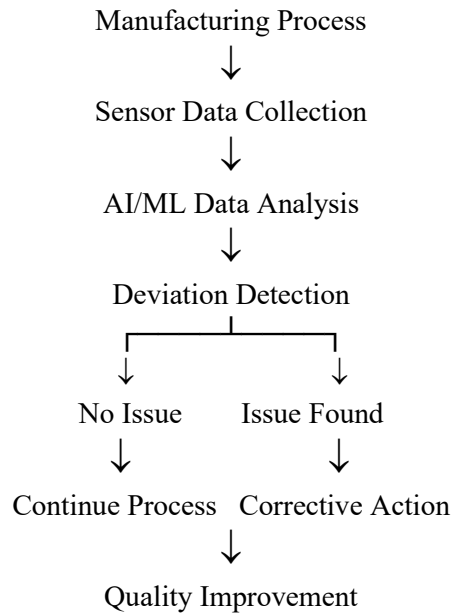 Manufacturing Process
Sensor Data Collection
AI/ML Data Analysis
Deviation Detection
No Issue Issue Found
Continue Process Corrective Action
Quality Improvement